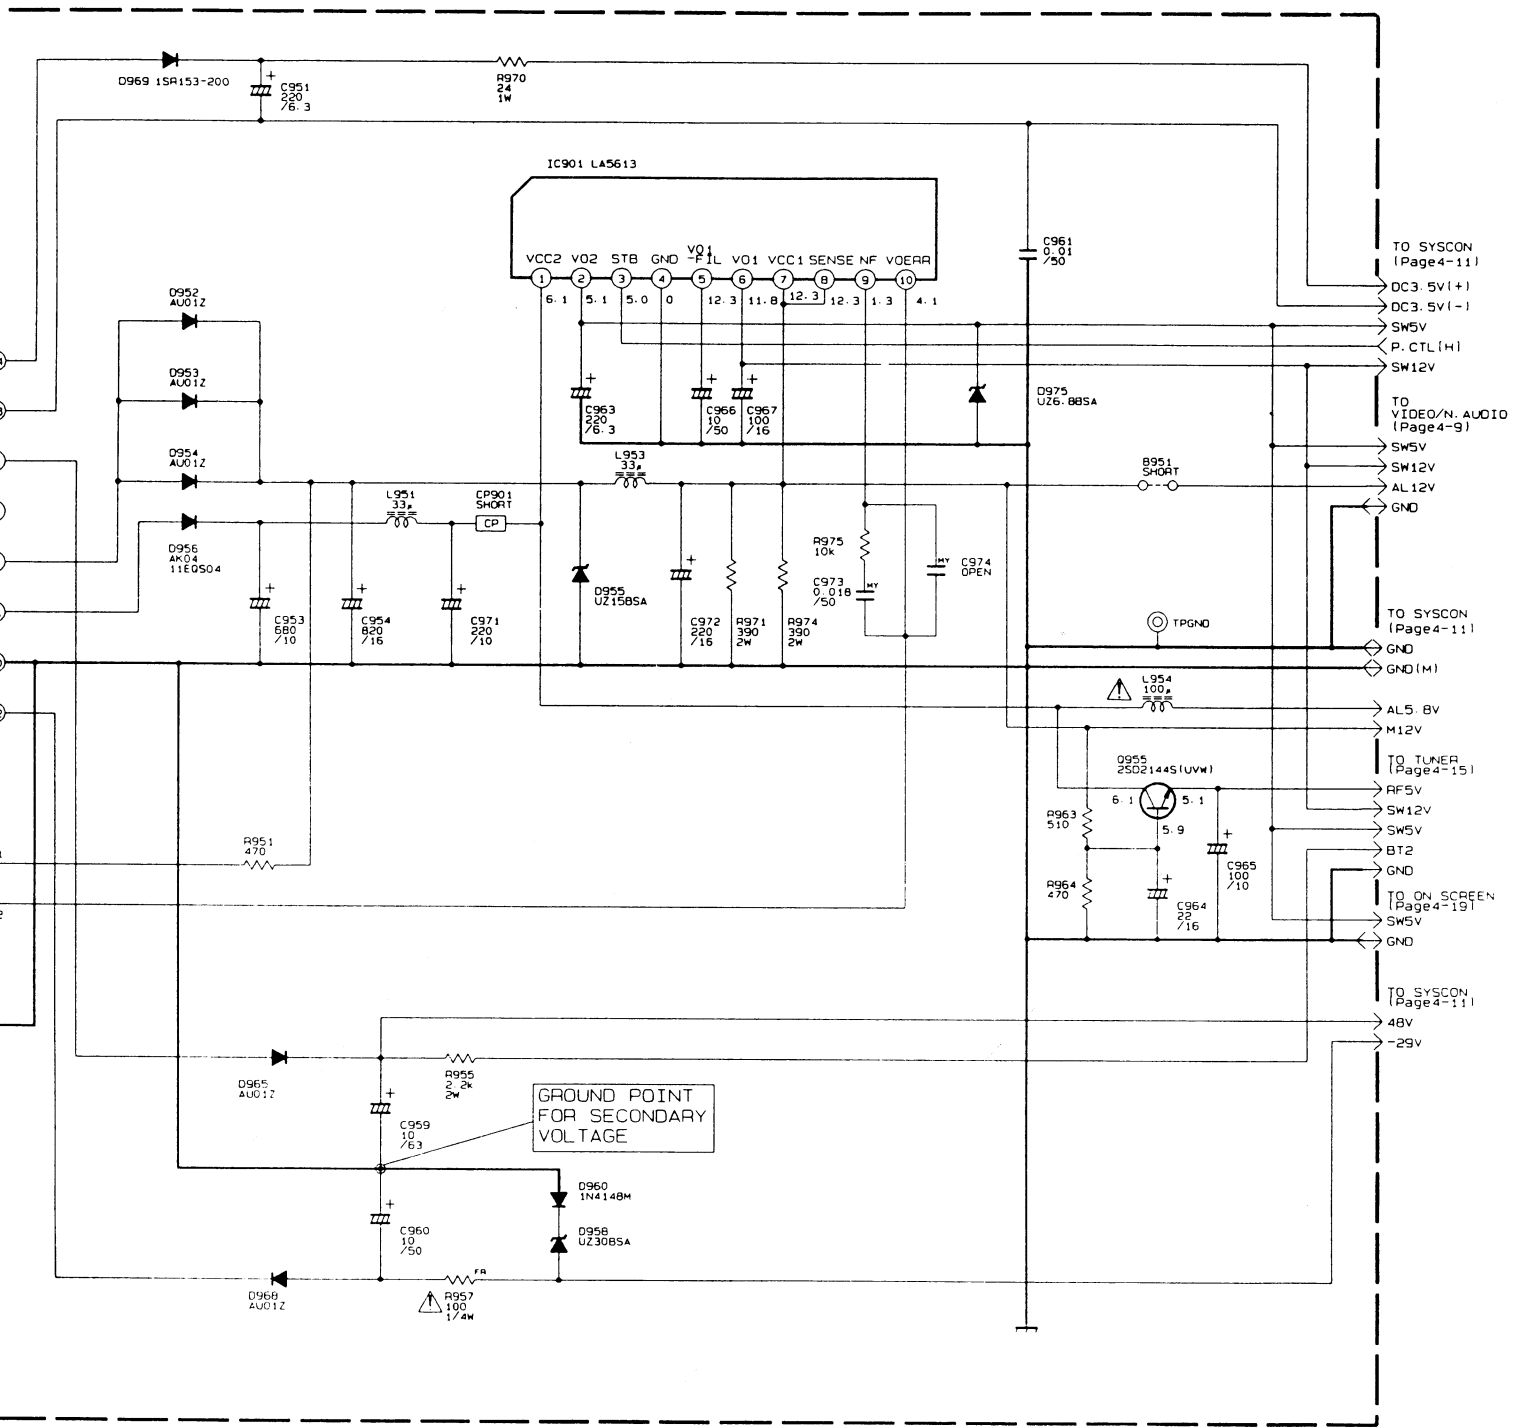 D969 1SR153-200
C951
220
/6.3
R970
24
1W
IC901 LA5613
VCC2
VO2
STB
GND
VO1
-FIL
VO1
VCC1
SENSE
NF
VOERR
1
2
3
4
5
6
7
8
9
10
6.1
5.1
5.0
0
12.3
11.8
12.3
12.3
1.3
4.1
C961
0.01
/50
TO SYSCON
(Page4-11)
DC3.5V(+)
DC3.5V(-)
SW5V
P.CTL(H)
SW12V
D952
AU01Z
D953
AU01Z
D954
AU01Z
D956
AK04
11EQS04
C963
220
/6.3
C966
10
/50
C967
100
/16
D975
UZ6.8BSA
TO
VIDEO/N.AUDIO
(Page4-9)
SW5V
SW12V
AL12V
GND
L953
33μ
B951
SHORT
L951
33μ
CP901
SHORT
CP
R975
10k
C973
0.018
/50
MY
MY
C974
OPEN
D955
UZ15BSA
C953
680
/10
C954
820
/16
C971
220
/10
C972
220
/16
R971
390
2W
R974
390
2W
TPGND
TO SYSCON
(Page4-11)
GND
GND(M)
L954
100μ
AL5.8V
M12V
Q955
2SD2144S(UVW)
6.1
5.1
5.9
TO TUNER
(Page4-15)
RF5V
SW12V
SW5V
BT2
GND
R963
510
R964
470
C964
22
/16
C965
100
/10
R951
470
TO ON SCREEN
(Page4-19)
SW5V
GND
TO SYSCON
(Page4-11)
48V
-29V
D965
AU01Z
R955
2.2k
2W
C959
10
/63
GROUND POINT
FOR SECONDARY
VOLTAGE
D960
1N4148M
D958
UZ30BSA
C960
10
/50
D968
AU01Z
FR
R957
100
1/4W